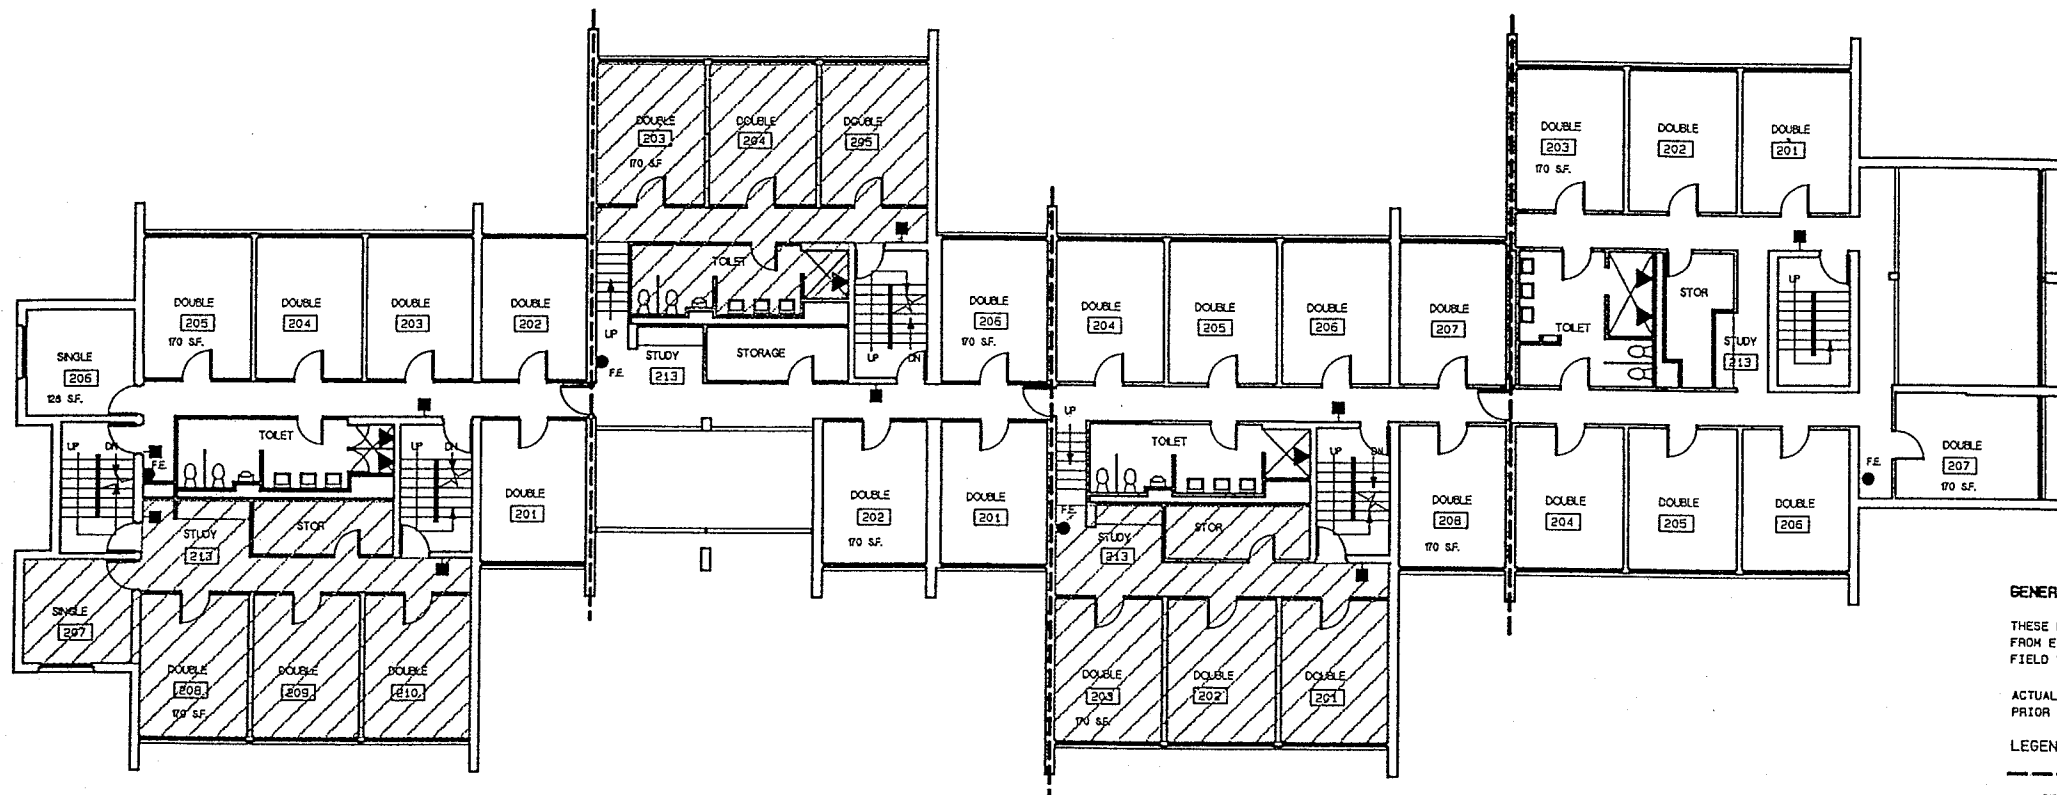 DOUBLE
203
170 S.F.
DOUBLE
204
DOUBLE
205
DOUBLE
203
170 S.F.
DOUBLE
202
DOUBLE
201
TOILET
UP
UP
DN
STUDY
213
STORAGE
F.E.
SINGLE
206
128 S.F.
DOUBLE
205
170 S.F.
DOUBLE
204
DOUBLE
203
DOUBLE
202
DOUBLE
206
170 S.F.
DOUBLE
204
DOUBLE
205
DOUBLE
206
DOUBLE
207
TOILET
STOR
STUDY
213
UP
UP
DN
F.E.
TOILET
UP
DN
STUDY
213
STOR
DOUBLE
201
DOUBLE
202
170 S.F.
DOUBLE
201
UP
TOILET
UP
DN
F.E.
STUDY
213
STOR
DOUBLE
208
170 S.F.
DOUBLE
204
DOUBLE
205
DOUBLE
206
F.E.
DOUBLE
207
170 S.F.
SINGLE
207
DOUBLE
208
170 S.F.
DOUBLE
209
DOUBLE
210
DOUBLE
203
170 S.F.
DOUBLE
202
DOUBLE
201
GENER
THESE
FROM E
FIELD
ACTUAL
PRIOR
LEGEN